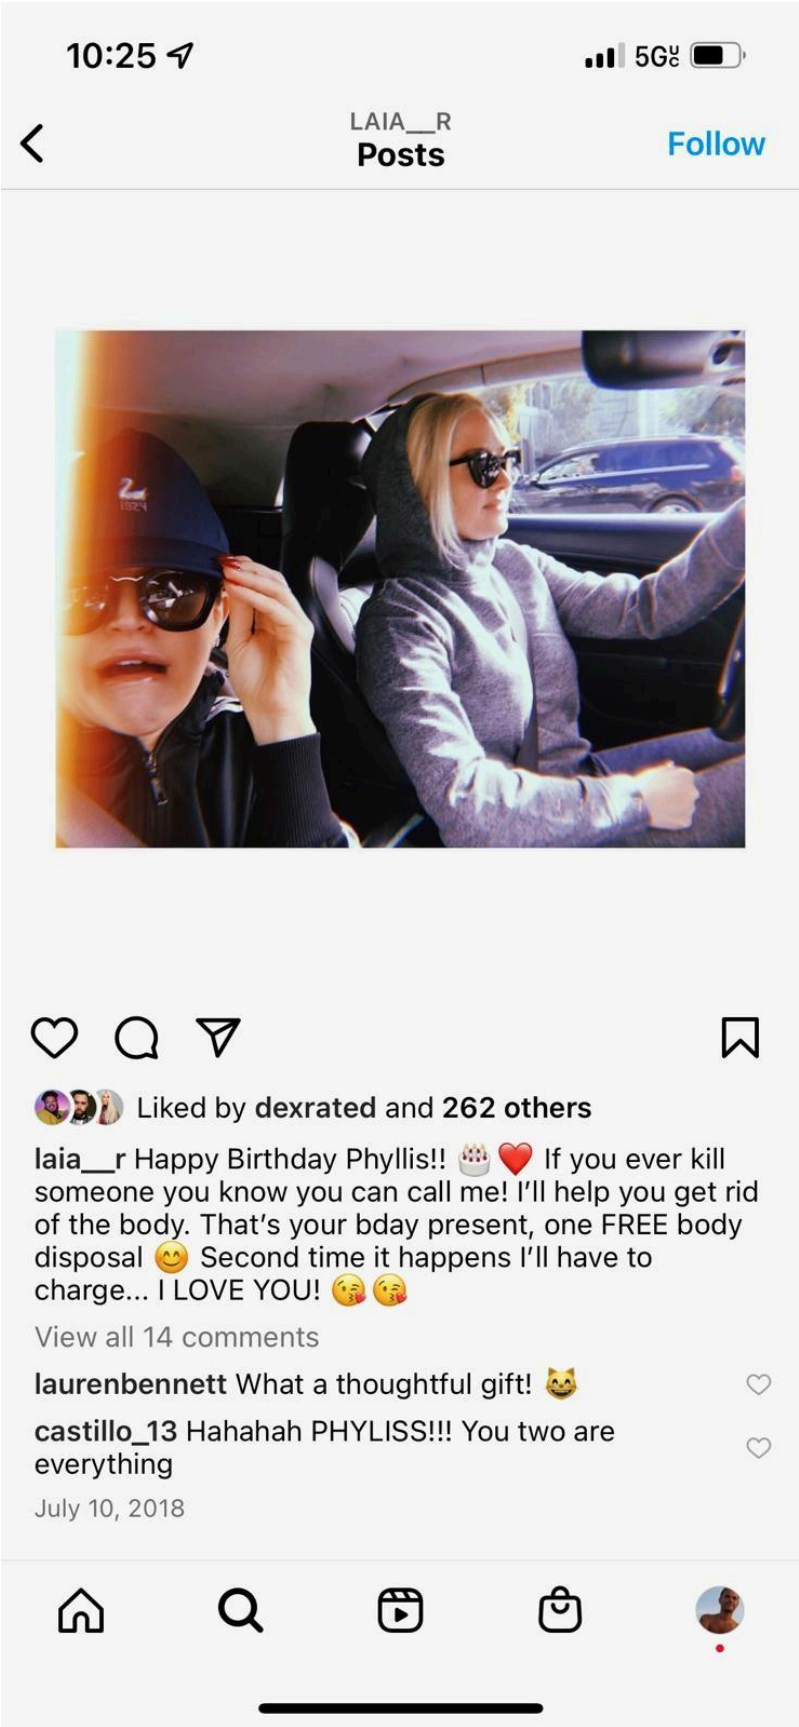 10:25
5GUC
LAIA__R
Posts
Follow
1924
Liked by dexrated and 262 others
laia__r Happy Birthday Phyllis!! 🎂❤️ If you ever kill
someone you know you can call me! I'll help you get rid
of the body. That's your bday present, one FREE body
disposal 😊 Second time it happens I'll have to
charge... I LOVE YOU! 😘😘
View all 14 comments
laurenbennett What a thoughtful gift! 😺
castillo_13 Hahahah PHYLISS!!! You two are
everything
July 10, 2018